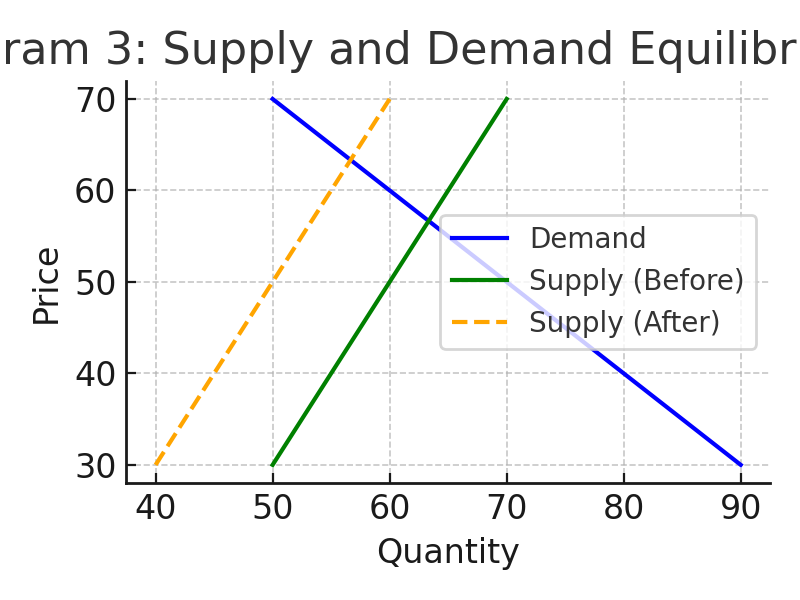 ram 3: Supply and Demand Equilibr
70
60
50
40
30
Price
Demand
Supply (Before)
Supply (After)
40 50 60 70 80 90
Quantity